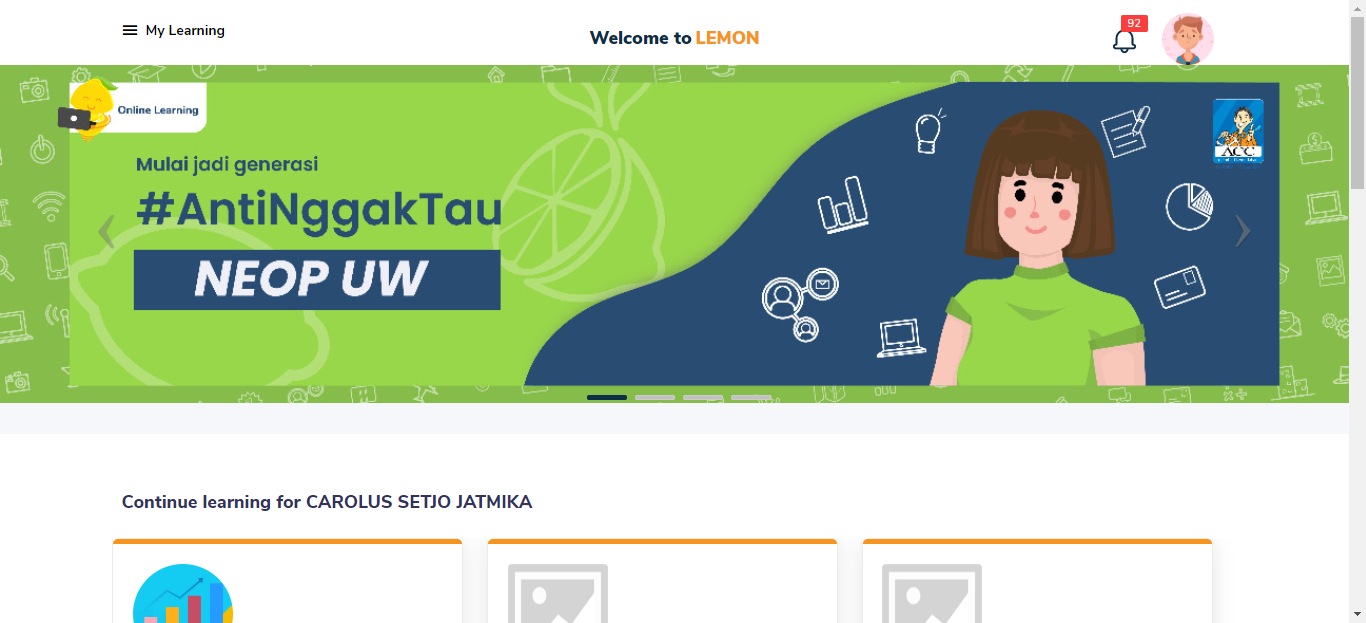 My Learning
Welcome to LEMON
92
Online Learning
Mulai jadi generasi
#AntiNggakTau
NEOP UW
ACC
Continue learning for CAROLUS SETJO JATMIKA